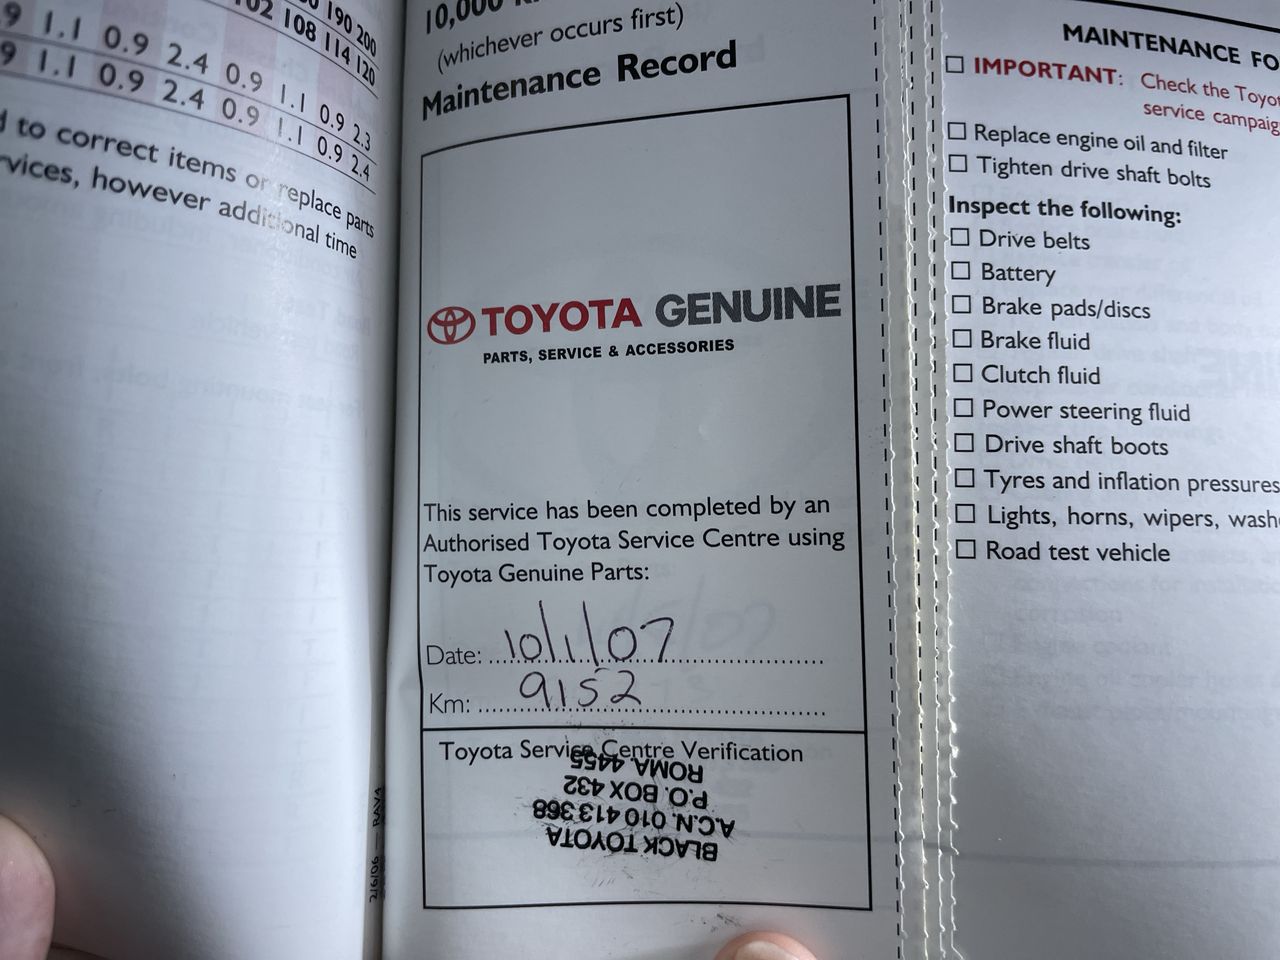 190 200
102 108 114 120
1.1 0.9 2.4 0.9 1.1 0.9 2.3
1.1 0.9 2.4 0.9 1.1 0.9 2.4
to correct items or replace parts
however additional time
2/6/06 — RAV4
10,000
(whichever occurs first)
Maintenance Record
TOYOTA GENUINE
PARTS, SERVICE & ACCESSORIES
This service has been completed by an
Authorised Toyota Service Centre using
Toyota Genuine Parts:
Date: 10/1/07
Km: 9152
Toyota Service Centre Verification
BLACK TOYOTA
A.C.N. 010 413 368
P.O. BOX 432
ROMA 4455
MAINTENANCE FO
IMPORTANT: Check the Toyot
service campaig
Replace engine oil and filter
Tighten drive shaft bolts
Inspect the following:
Drive belts
Battery
Brake pads/discs
Brake fluid
Clutch fluid
Power steering fluid
Drive shaft boots
Tyres and inflation pressures
Lights, horns, wipers, wash
Road test vehicle